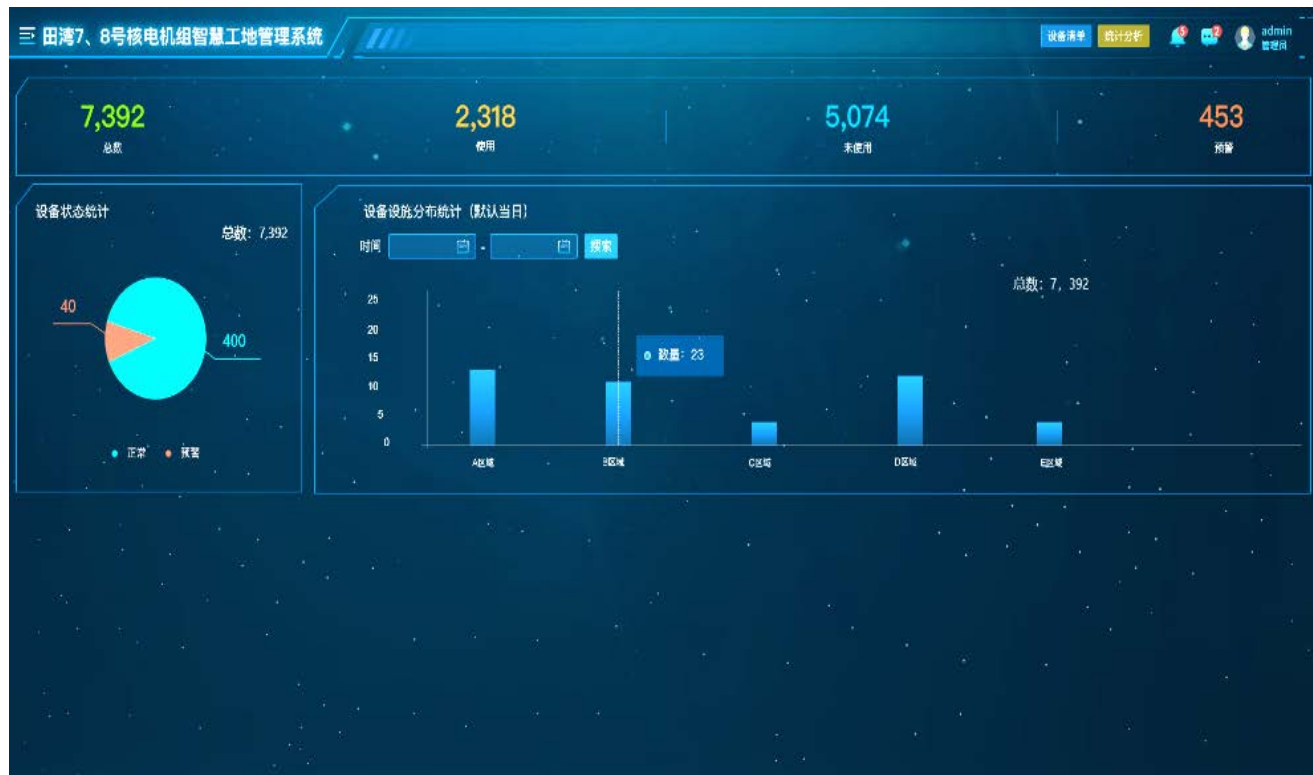 田湾7、8号核电机组智慧工地管理系统
设备清单 统计分析 5 2 admin
管理员
7,392 2,318 5,074 453
总数 使用 未使用 预警
设备状态统计
总数: 7,392
40
400
正常 预警
设备设施分布统计 (默认当日)
时间 - 搜索
总数: 7, 392
25
20
15
10
5
0
数量: 23
A区域 B区域 C区域 D区域 E区域